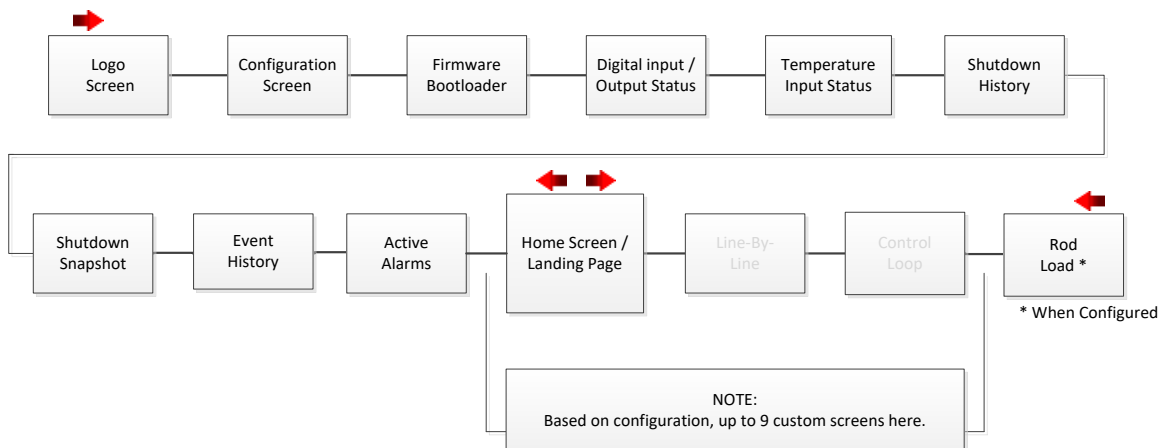 Logo
Screen
Configuration
Screen
Firmware
Bootloader
Digital input /
Output Status
Temperature
Input Status
Shutdown
History
Shutdown
Snapshot
Event
History
Active
Alarms
Home Screen /
Landing Page
Line-By-
Line
Control
Loop
Rod
Load *
* When Configured
NOTE:
Based on configuration, up to 9 custom screens here.